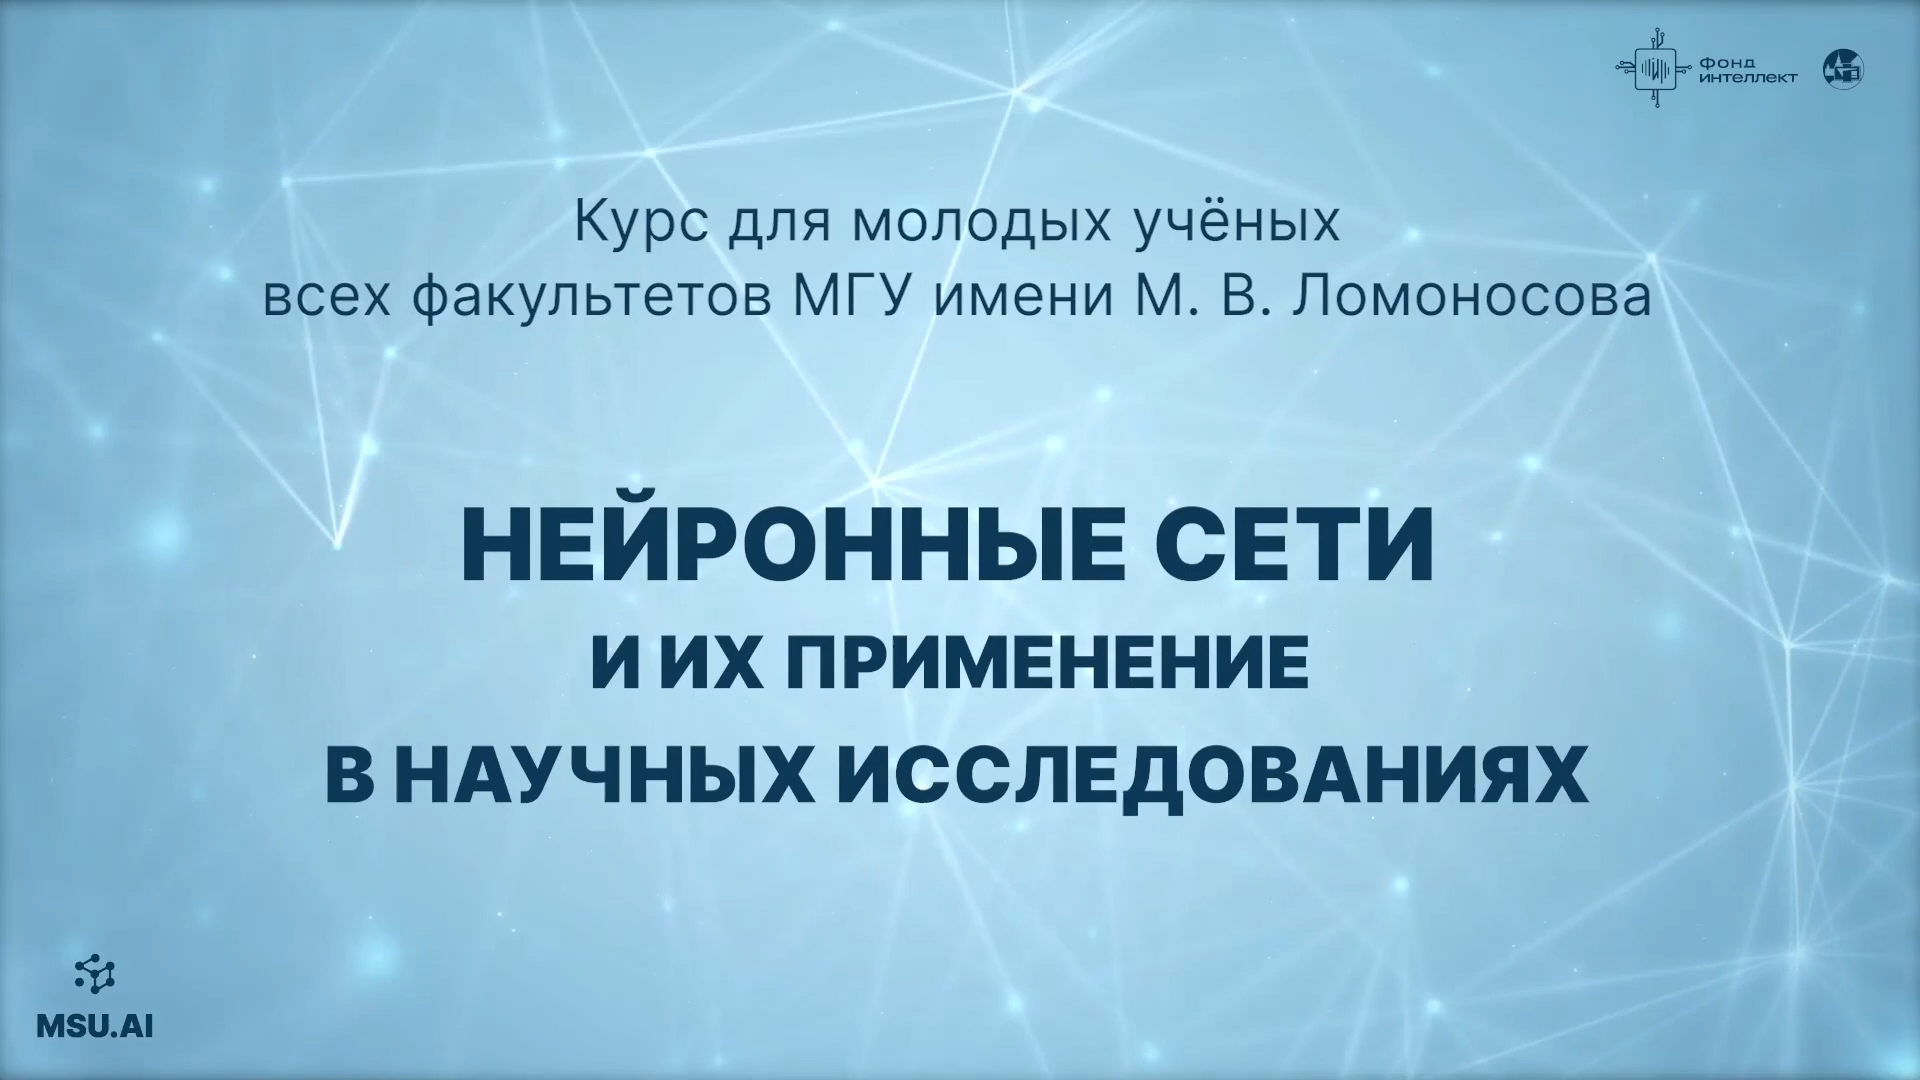 Фонд
интеллект
Курс для молодых учёных
всех факультетов МГУ имени М. В. Ломоносова
НЕЙРОННЫЕ СЕТИ
И ИХ ПРИМЕНЕНИЕ
В НАУЧНЫХ ИССЛЕДОВАНИЯХ
MSU.AI